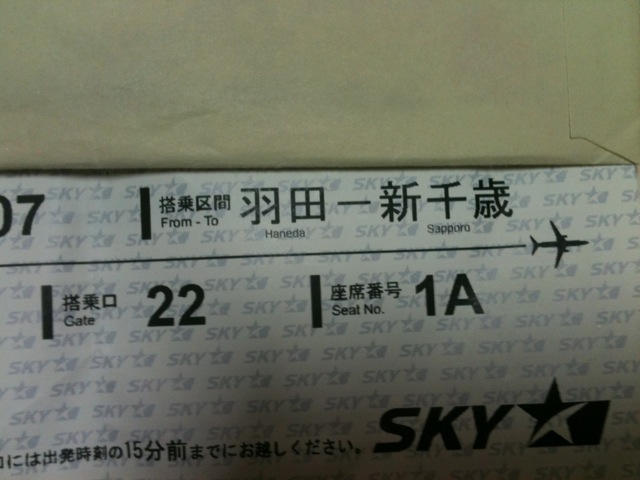 07 搭乗区間 羽田－新千歳
From - To Haneda Sapporo
搭乗口 22 座席番号 1A
Gate Seat No.
SKY
口には出発時刻の15分前までにお越しください。